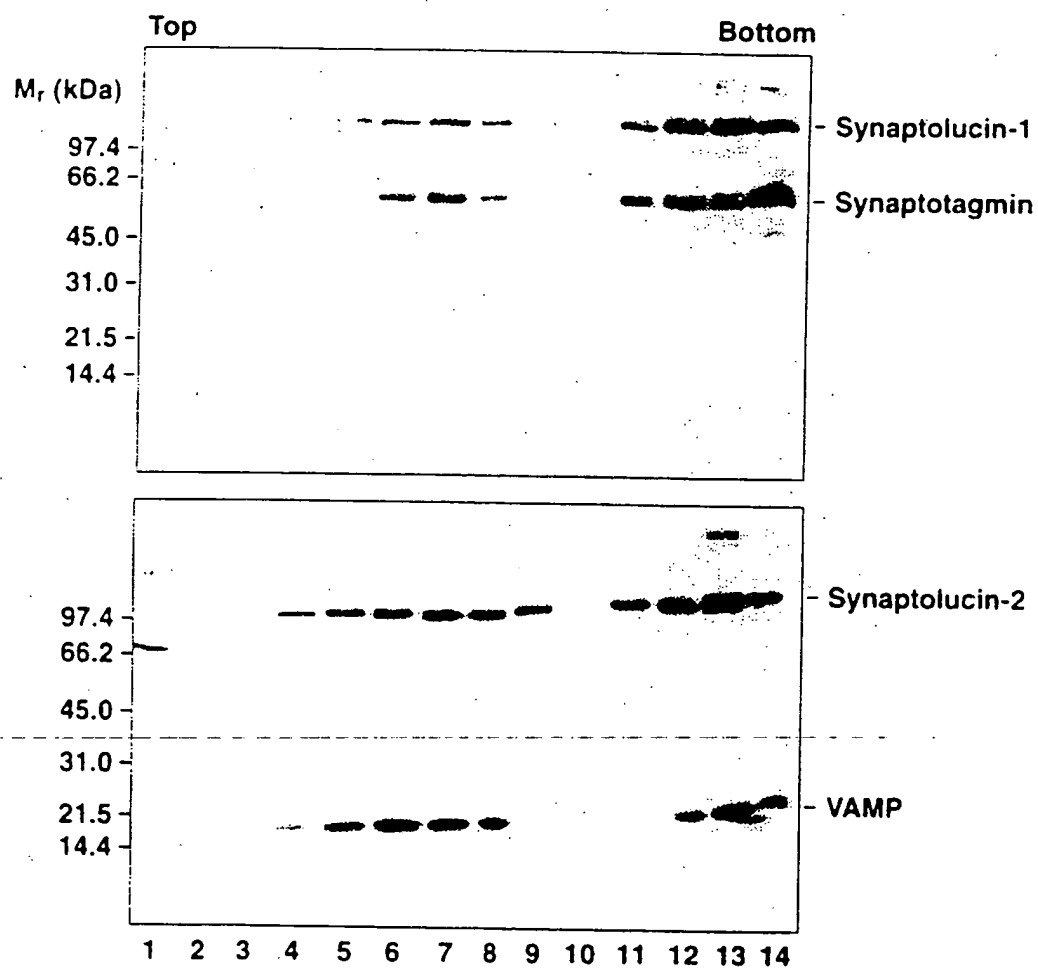 Top Bottom
Mr (kDa)
97.4
66.2
45.0
31.0
21.5
14.4
Synaptolucin-1
Synaptotagmin
97.4
66.2
45.0
31.0
21.5
14.4
Synaptolucin-2
VAMP
1 2 3 4 5 6 7 8 9 10 11 12 13 14